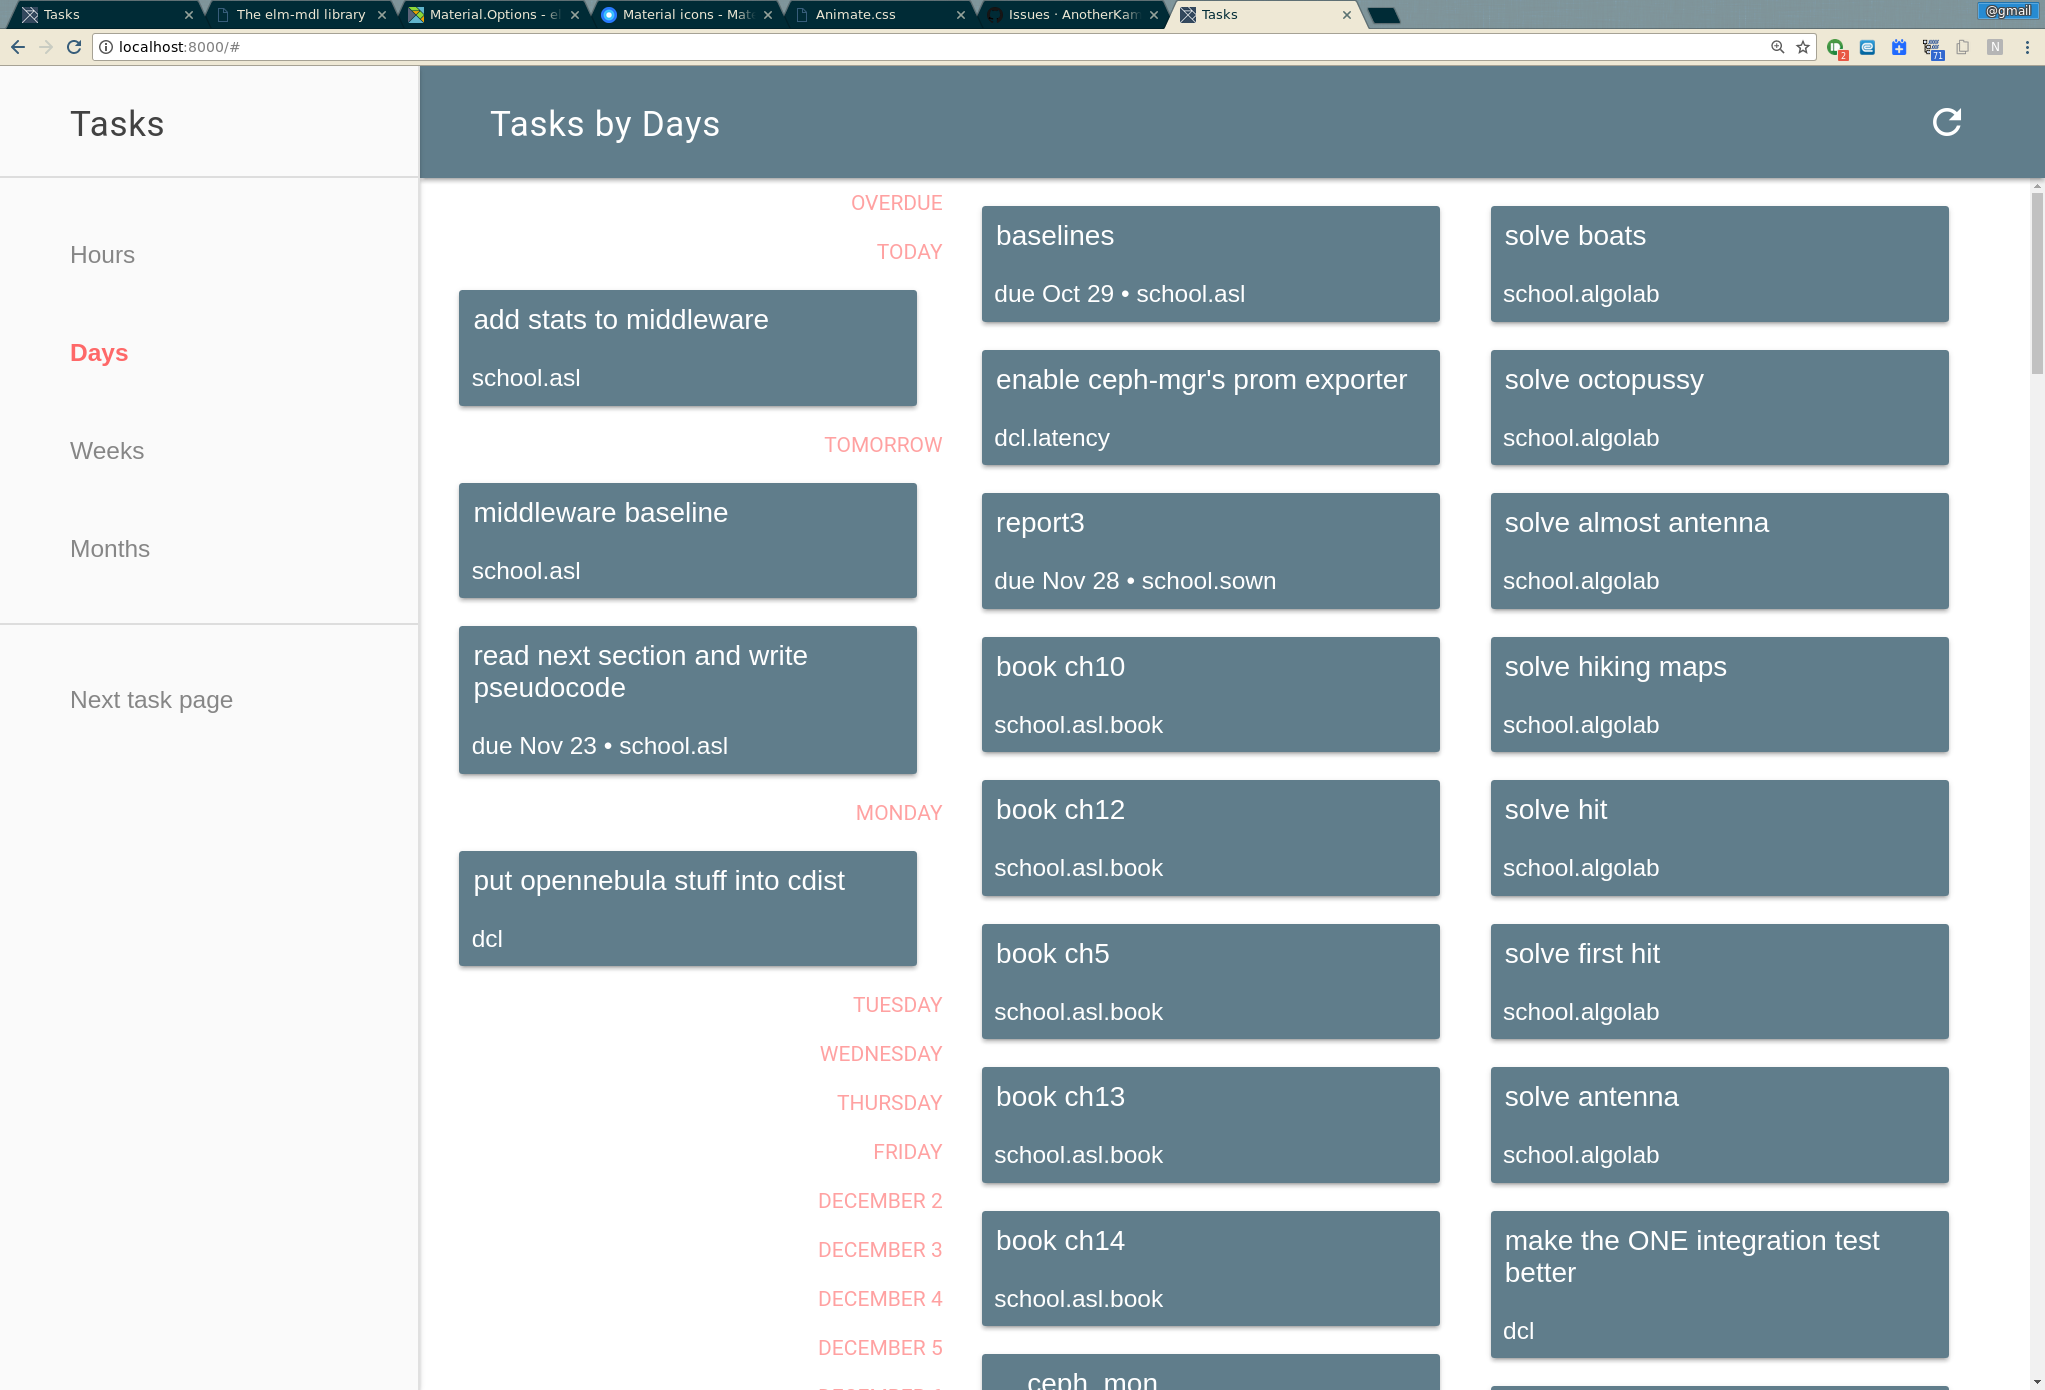 Tasks
The elm-mdl library
Material.Options - el
Material icons - Mate
Animate.css
Issues · AnotherKam
Tasks
@gmail
localhost:8000/#
2
71
N
Tasks
Tasks by Days
Hours
Days
Weeks
Months
Next task page
OVERDUE
TODAY
add stats to middleware
school.asl
TOMORROW
middleware baseline
school.asl
read next section and write
pseudocode
due Nov 23 • school.asl
MONDAY
put opennebula stuff into cdist
dcl
TUESDAY
WEDNESDAY
THURSDAY
FRIDAY
DECEMBER 2
DECEMBER 3
DECEMBER 4
DECEMBER 5
baselines
due Oct 29 • school.asl
enable ceph-mgr's prom exporter
dcl.latency
report3
due Nov 28 • school.sown
book ch10
school.asl.book
book ch12
school.asl.book
book ch5
school.asl.book
book ch13
school.asl.book
book ch14
school.asl.book
ceph_mon
solve boats
school.algolab
solve octopussy
school.algolab
solve almost antenna
school.algolab
solve hiking maps
school.algolab
solve hit
school.algolab
solve first hit
school.algolab
solve antenna
school.algolab
make the ONE integration test
better
dcl